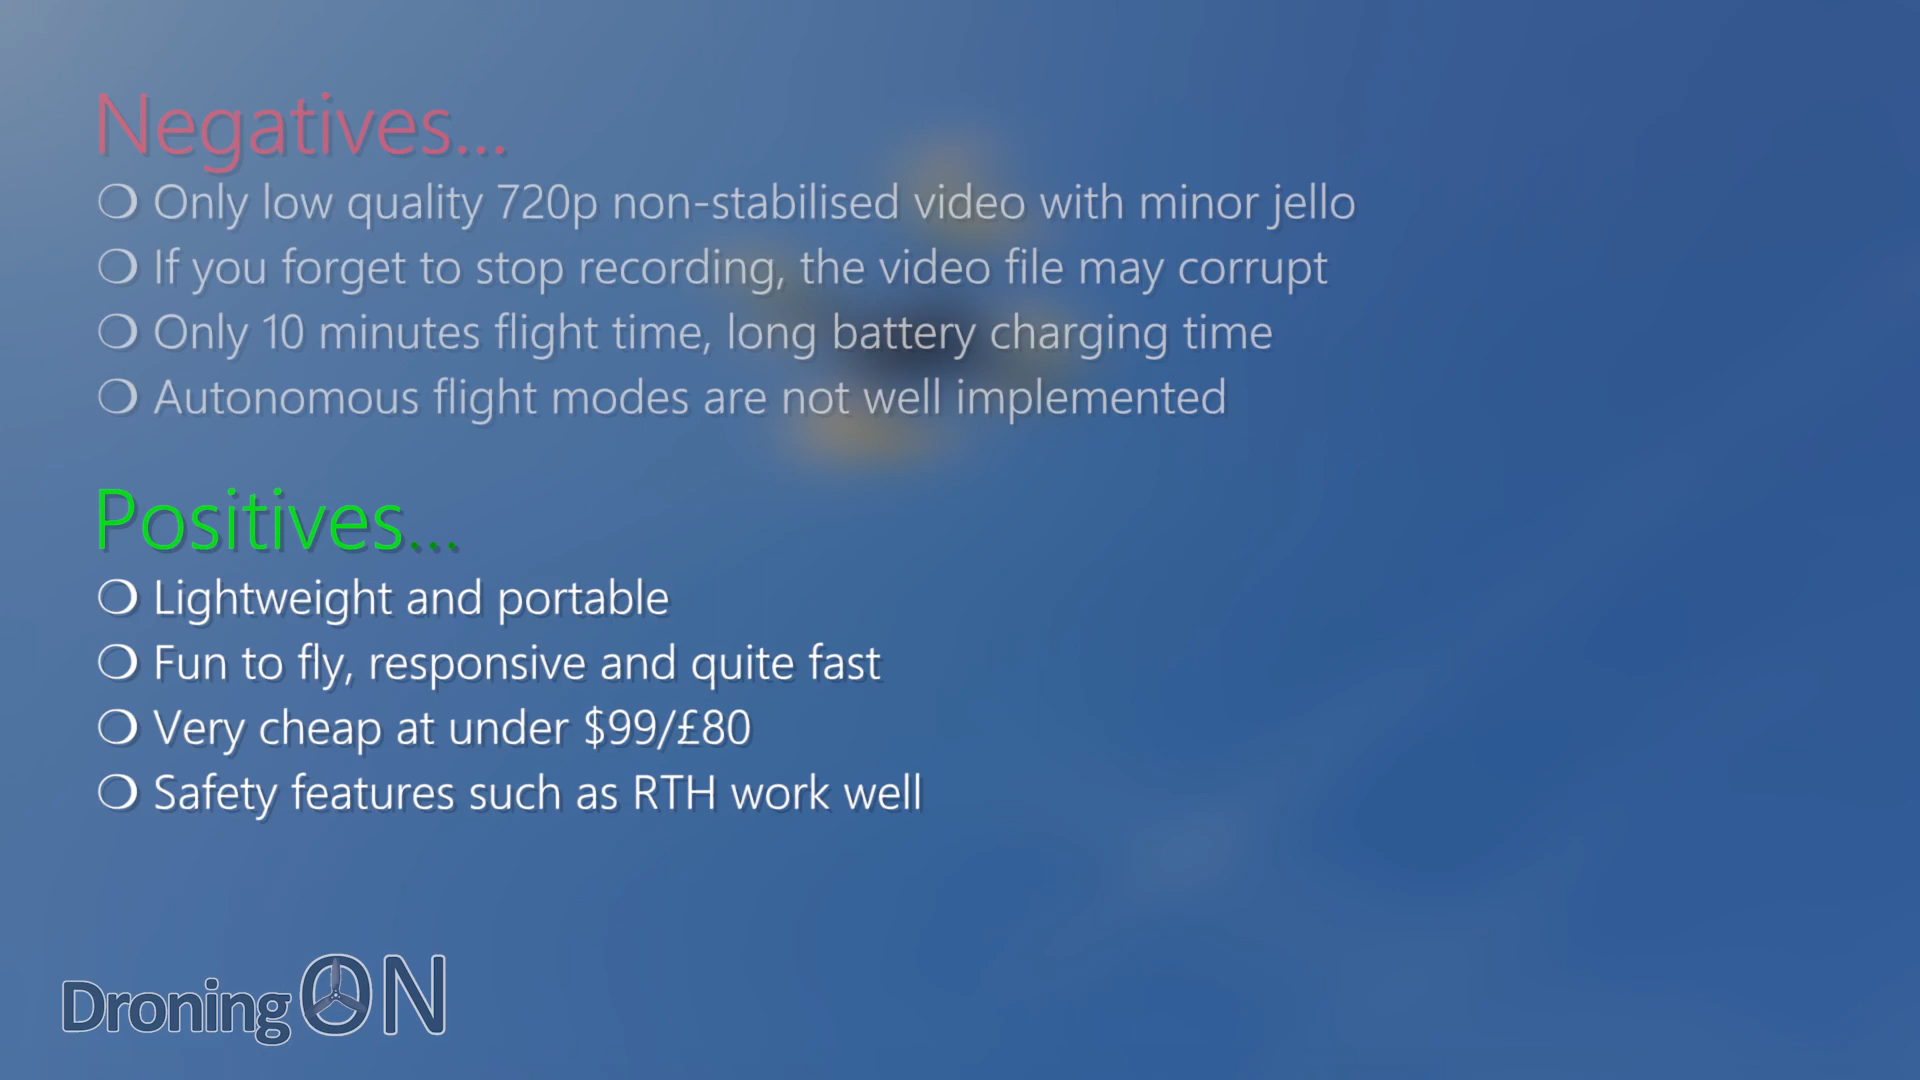 Negatives...
❍ Only low quality 720p non-stabilised video with minor jello
❍ If you forget to stop recording, the video file may corrupt
❍ Only 10 minutes flight time, long battery charging time
❍ Autonomous flight modes are not well implemented
Positives...
❍ Lightweight and portable
❍ Fun to fly, responsive and quite fast
❍ Very cheap at under $99/£80
❍ Safety features such as RTH work well
DroningON